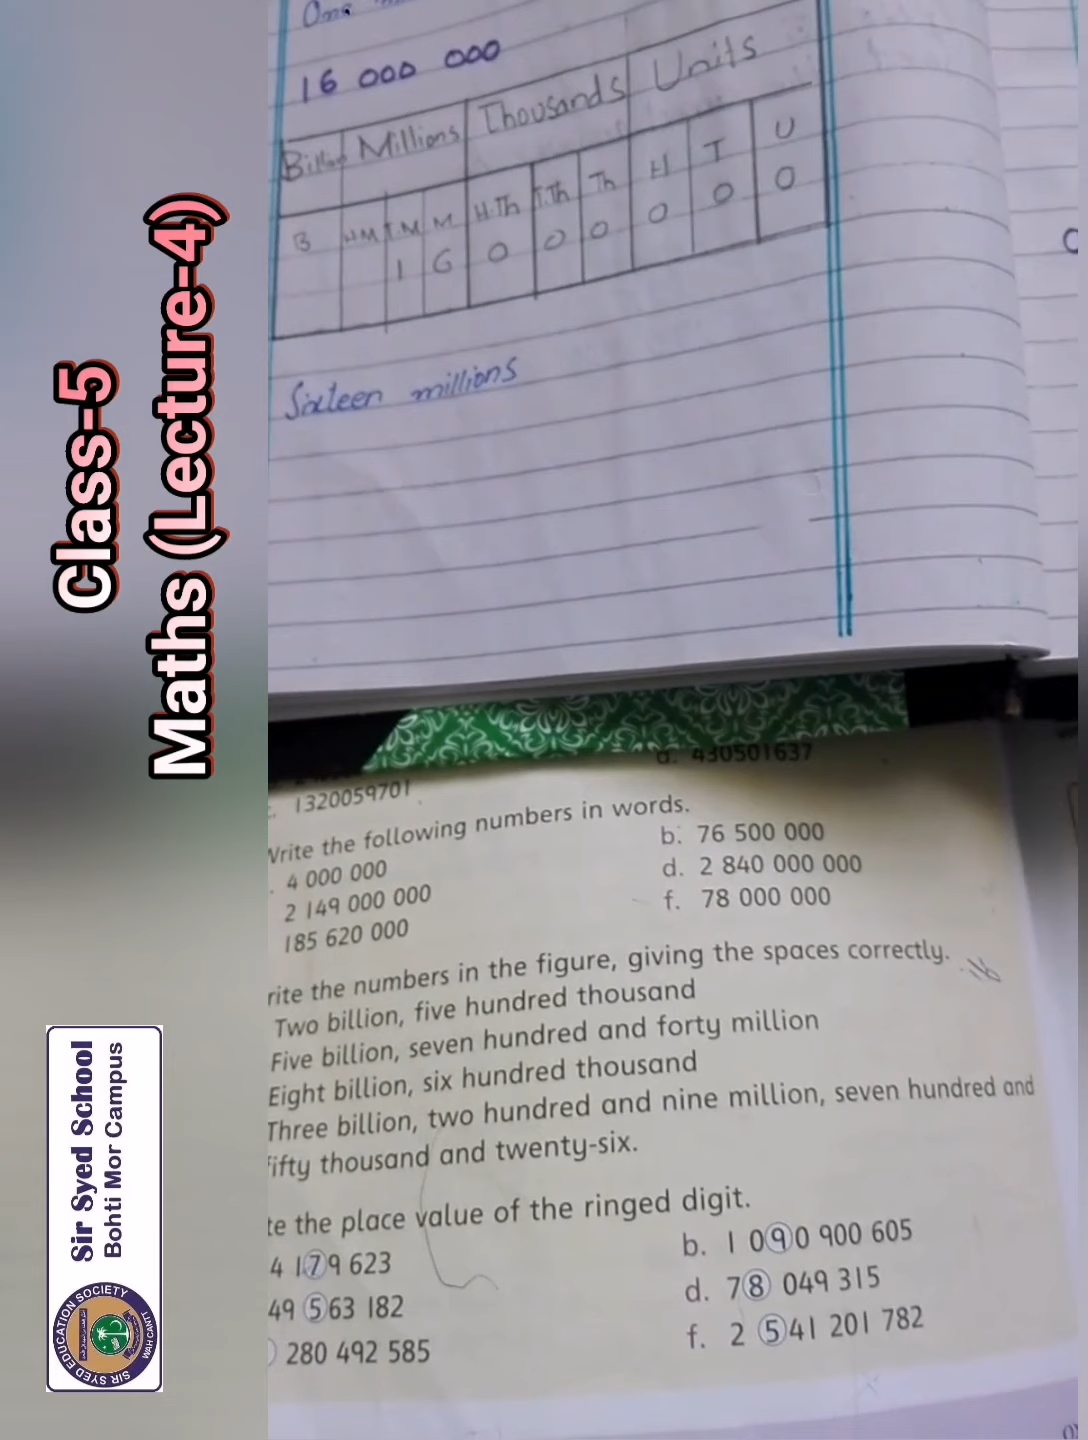 Class-5
Maths (Lecture-4)
Sir Syed School
Bohti Mor Campus
SIR SYED EDUCATION SOCIETY
WAH CANTT
One
16 000 000
Billion Millions Thousands Units
B H.M T.M M H.Th T.Th Th H T U
1 6 0 0 0 0 0 0
Sixteen millions
1320059701
430501637
Write the following numbers in words.
4 000 000
b. 76 500 000
2 149 000 000
d. 2 840 000 000
185 620 000
f. 78 000 000
rite the numbers in the figure, giving the spaces correctly.
16
Two billion, five hundred thousand
Five billion, seven hundred and forty million
Eight billion, six hundred thousand
Three billion, two hundred and nine million, seven hundred and
fifty thousand and twenty-six.
te the place value of the ringed digit.
4 179 623
b. 1 090 900 605
49 563 182
d. 78 049 315
280 492 585
f. 2 541 201 782